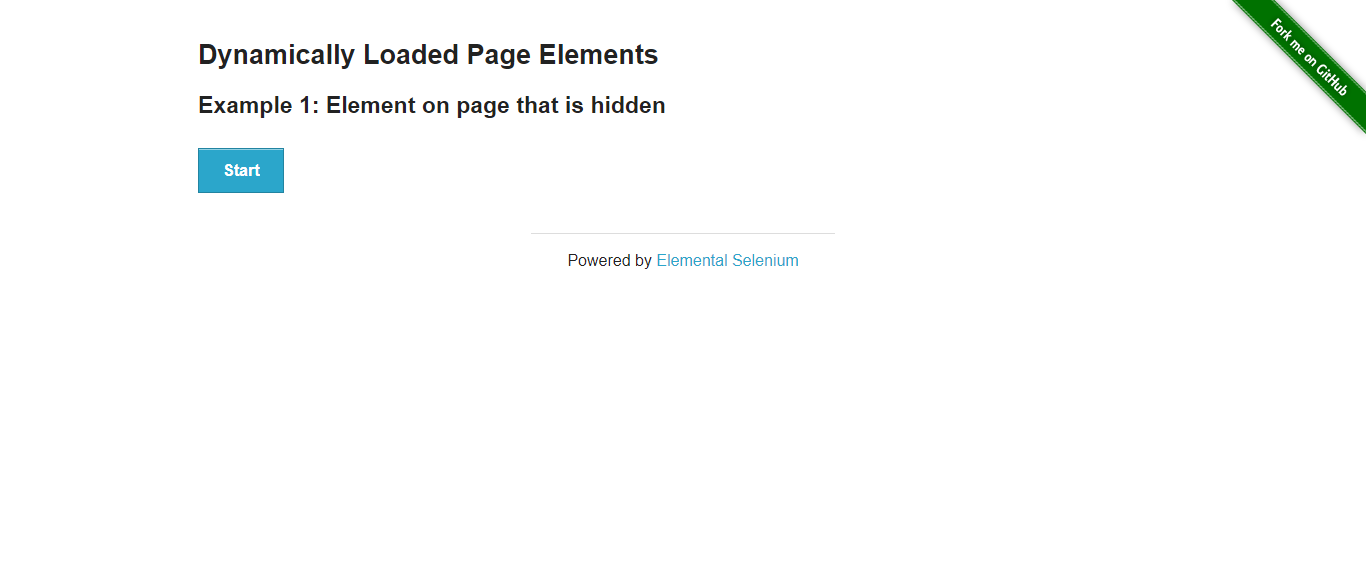 Dynamically Loaded Page Elements
Fork me on GitHub
Example 1: Element on page that is hidden
Start
Powered by Elemental Selenium